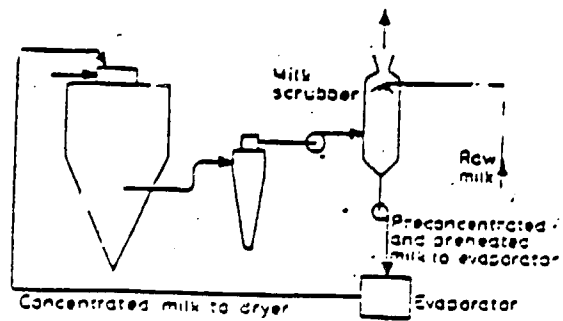 Milk
scrubber
Raw
milk
Preconcentrated
and preheated
milk to evaporator
Concentrated milk to dryer
Evaporator